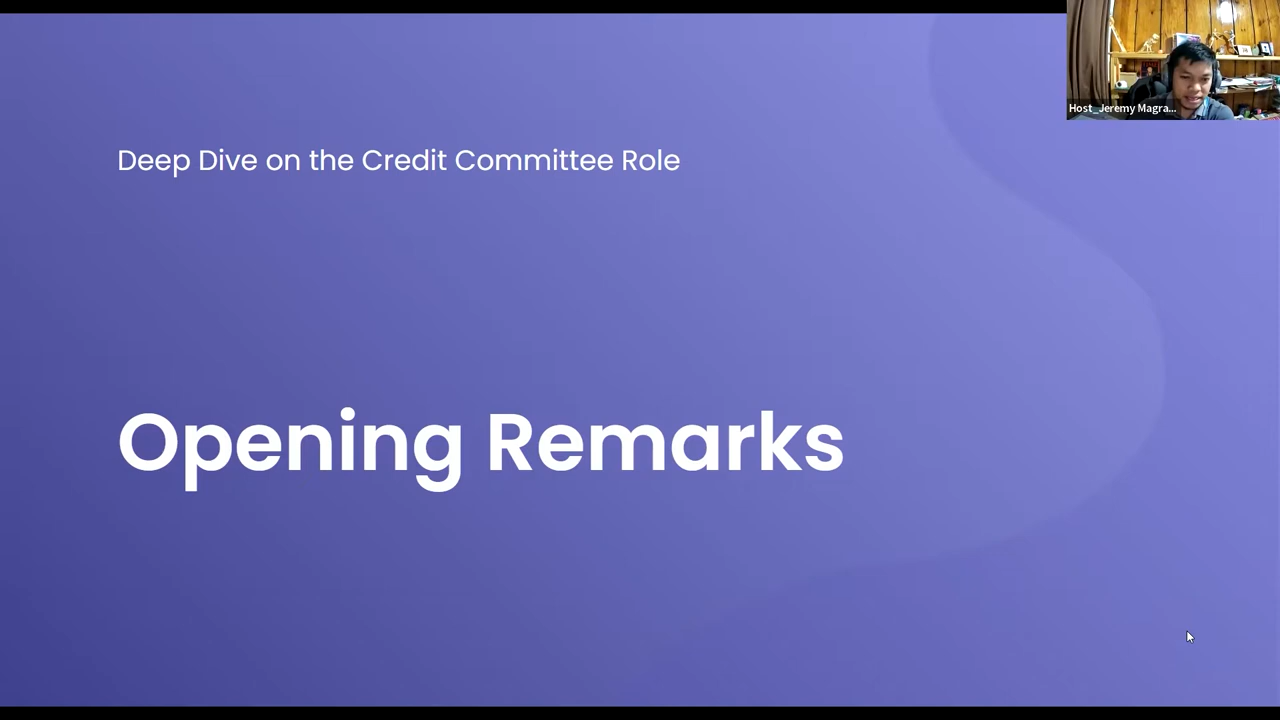 Deep Dive on the Credit Committee Role
Host_Jeremy Magra...
Opening Remarks